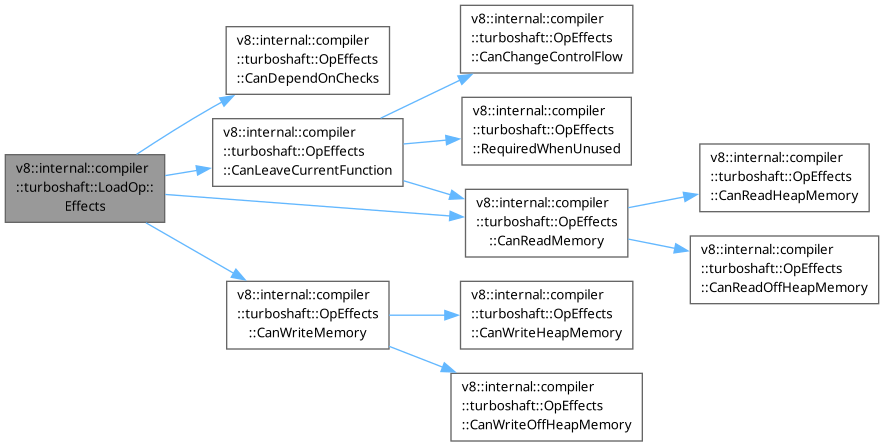 v8::internal::compiler
::turboshaft::LoadOp::
Effects
v8::internal::compiler
::turboshaft::OpEffects
::CanDependOnChecks
v8::internal::compiler
::turboshaft::OpEffects
::CanLeaveCurrentFunction
v8::internal::compiler
::turboshaft::OpEffects
::CanChangeControlFlow
v8::internal::compiler
::turboshaft::OpEffects
::RequiredWhenUnused
v8::internal::compiler
::turboshaft::OpEffects
::CanReadMemory
v8::internal::compiler
::turboshaft::OpEffects
::CanReadHeapMemory
v8::internal::compiler
::turboshaft::OpEffects
::CanReadOffHeapMemory
v8::internal::compiler
::turboshaft::OpEffects
::CanWriteMemory
v8::internal::compiler
::turboshaft::OpEffects
::CanWriteHeapMemory
v8::internal::compiler
::turboshaft::OpEffects
::CanWriteOffHeapMemory